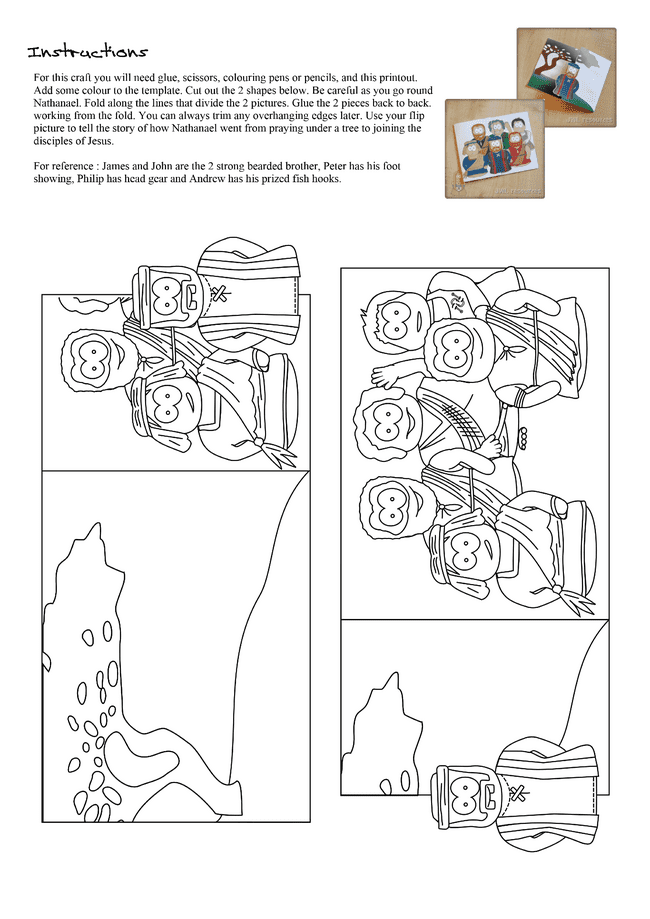 Instructions
For this craft you will need glue, scissors, colouring pens or pencils, and this printout.
Add some colour to the template. Cut out the 2 shapes below. Be careful as you go round
Nathanael. Fold along the lines that divide the 2 pictures. Glue the 2 pieces back to back.
working from the fold. You can always trim any overhanging edges later. Use your flip
picture to tell the story of how Nathanael went from praying under a tree to joining the
disciples of Jesus.
For reference : James and John are the 2 strong bearded brother, Peter has his foot
showing, Philip has head gear and Andrew has his prized fish hooks.
resources
resources